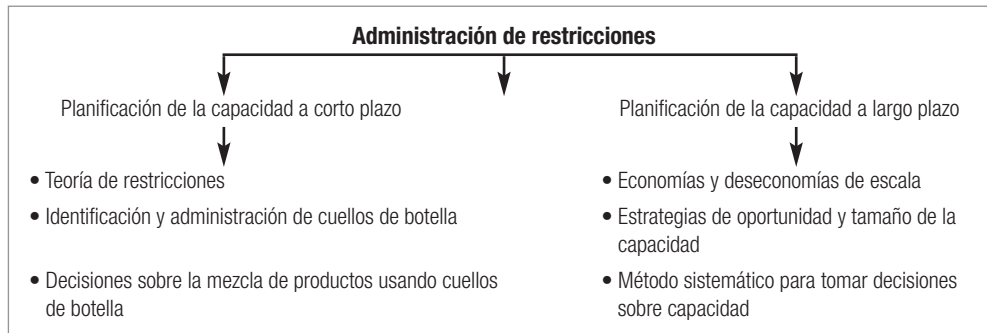 Administración de restricciones
Planificación de la capacidad a corto plazo
Planificación de la capacidad a largo plazo
• Teoría de restricciones
• Identificación y administración de cuellos de botella
• Decisiones sobre la mezcla de productos usando cuellos
de botella
• Economías y deseconomías de escala
• Estrategias de oportunidad y tamaño de la
capacidad
• Método sistemático para tomar decisiones
sobre capacidad